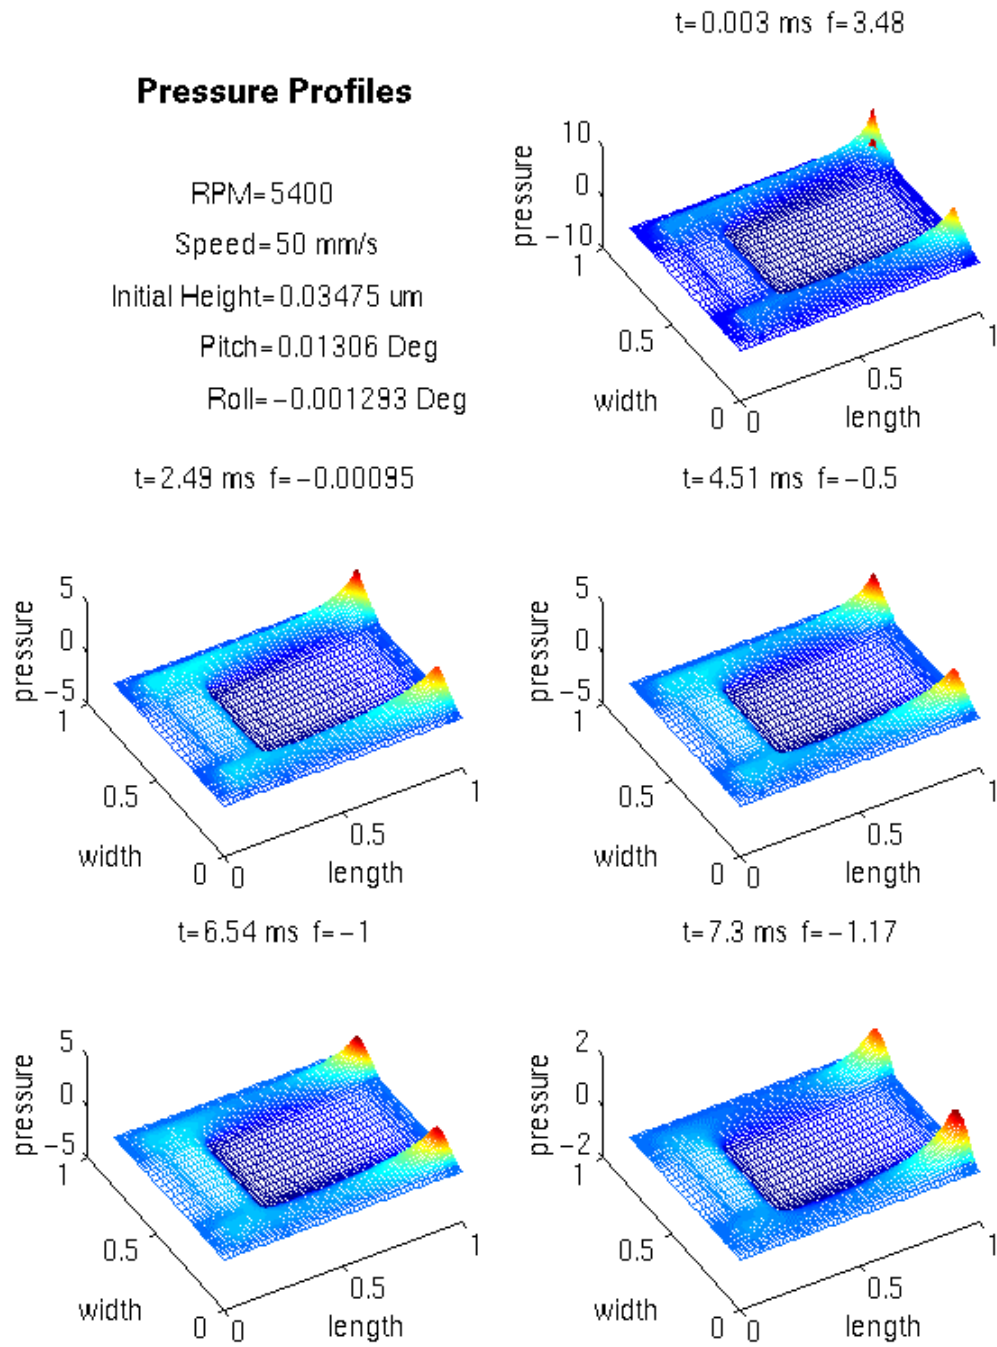 t=0.003 ms f=3.48
Pressure Profiles
RPM=5400
Speed=50 mm/s
Initial Height=0.03475 um
Pitch=0.01306 Deg
Roll=−0.001293 Deg
pressure
10
0
−10
1
0.5
0
width
0
0.5
1
length
t=2.49 ms f=−0.00095
pressure
5
0
−5
1
0.5
0
width
0
0.5
1
length
t=4.51 ms f=−0.5
pressure
5
0
−5
1
0.5
0
width
0
0.5
1
length
t=6.54 ms f=−1
pressure
5
0
−5
1
0.5
0
width
0
0.5
1
length
t=7.3 ms f=−1.17
pressure
2
0
−2
1
0.5
0
width
0
0.5
1
length